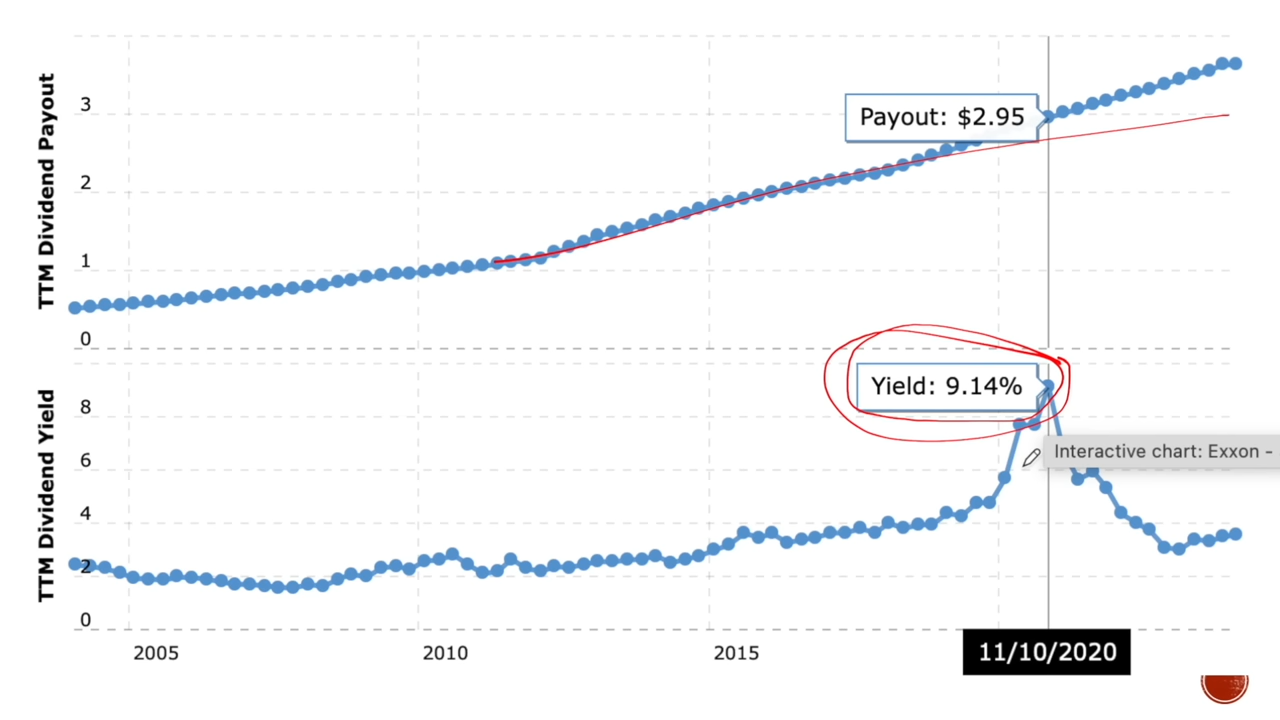 TTM Dividend Payout
3
2
1
0
Payout: $2.95
TTM Dividend Yield
8
6
4
2
0
Yield: 9.14%
Interactive chart: Exxon -
2005
2010
2015
11/10/2020